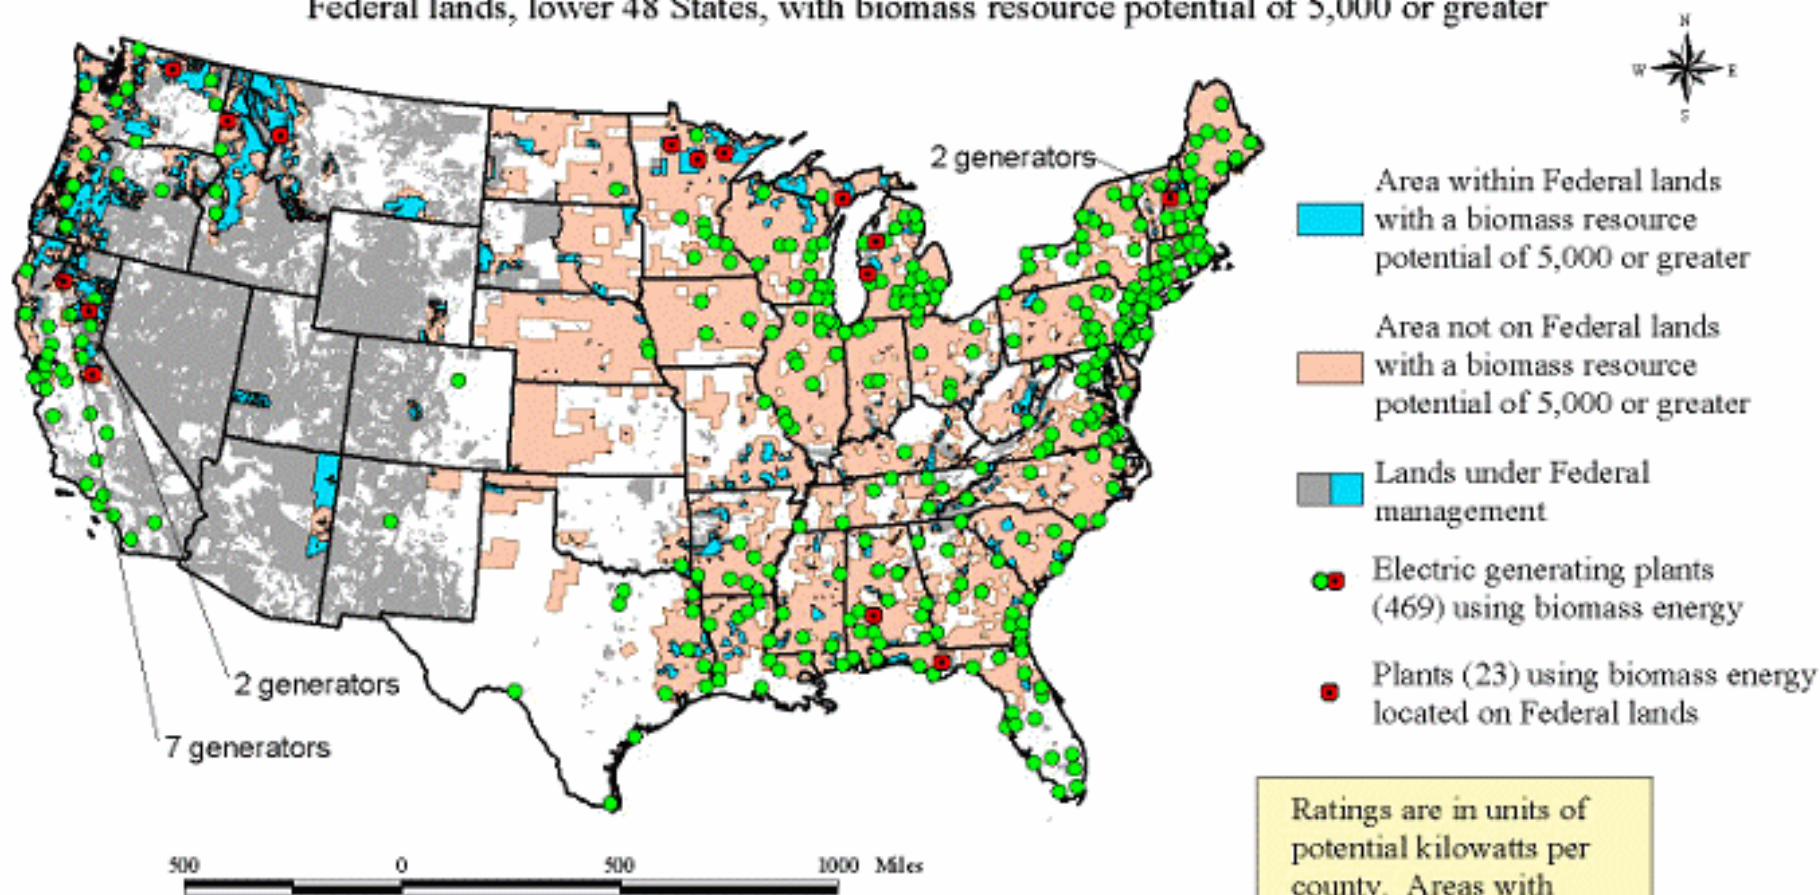 Federal lands, lower 48 States, with biomass resource potential of 5,000 or greater
N
W E
S
2 generators
Area within Federal lands
with a biomass resource
potential of 5,000 or greater
Area not on Federal lands
with a biomass resource
potential of 5,000 or greater
Lands under Federal
management
Electric generating plants
(469) using biomass energy
Plants (23) using biomass energy
located on Federal lands
2 generators
7 generators
Ratings are in units of
potential kilowatts per
county. Areas with
500 0 500 1000 Miles